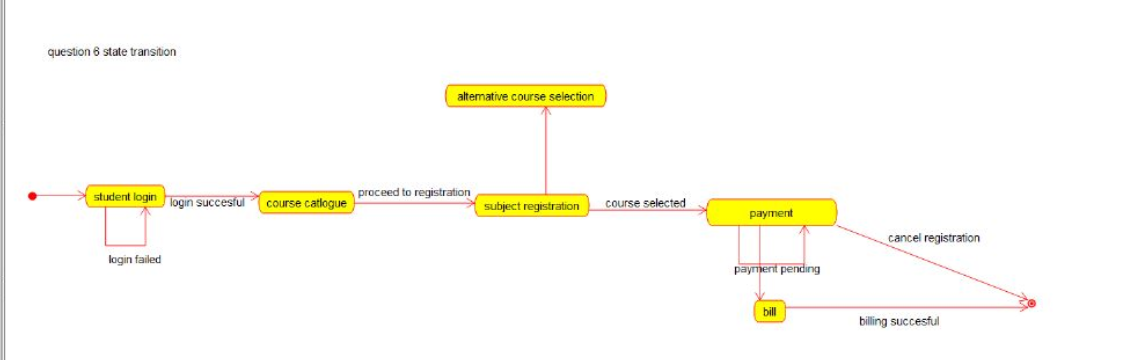 question 6 state transition
alternative course selection
student login
login succesful
course catlogue
proceed to registration
subject registration
course selected
payment
cancel registration
login failed
payment pending
bill
billing succesful